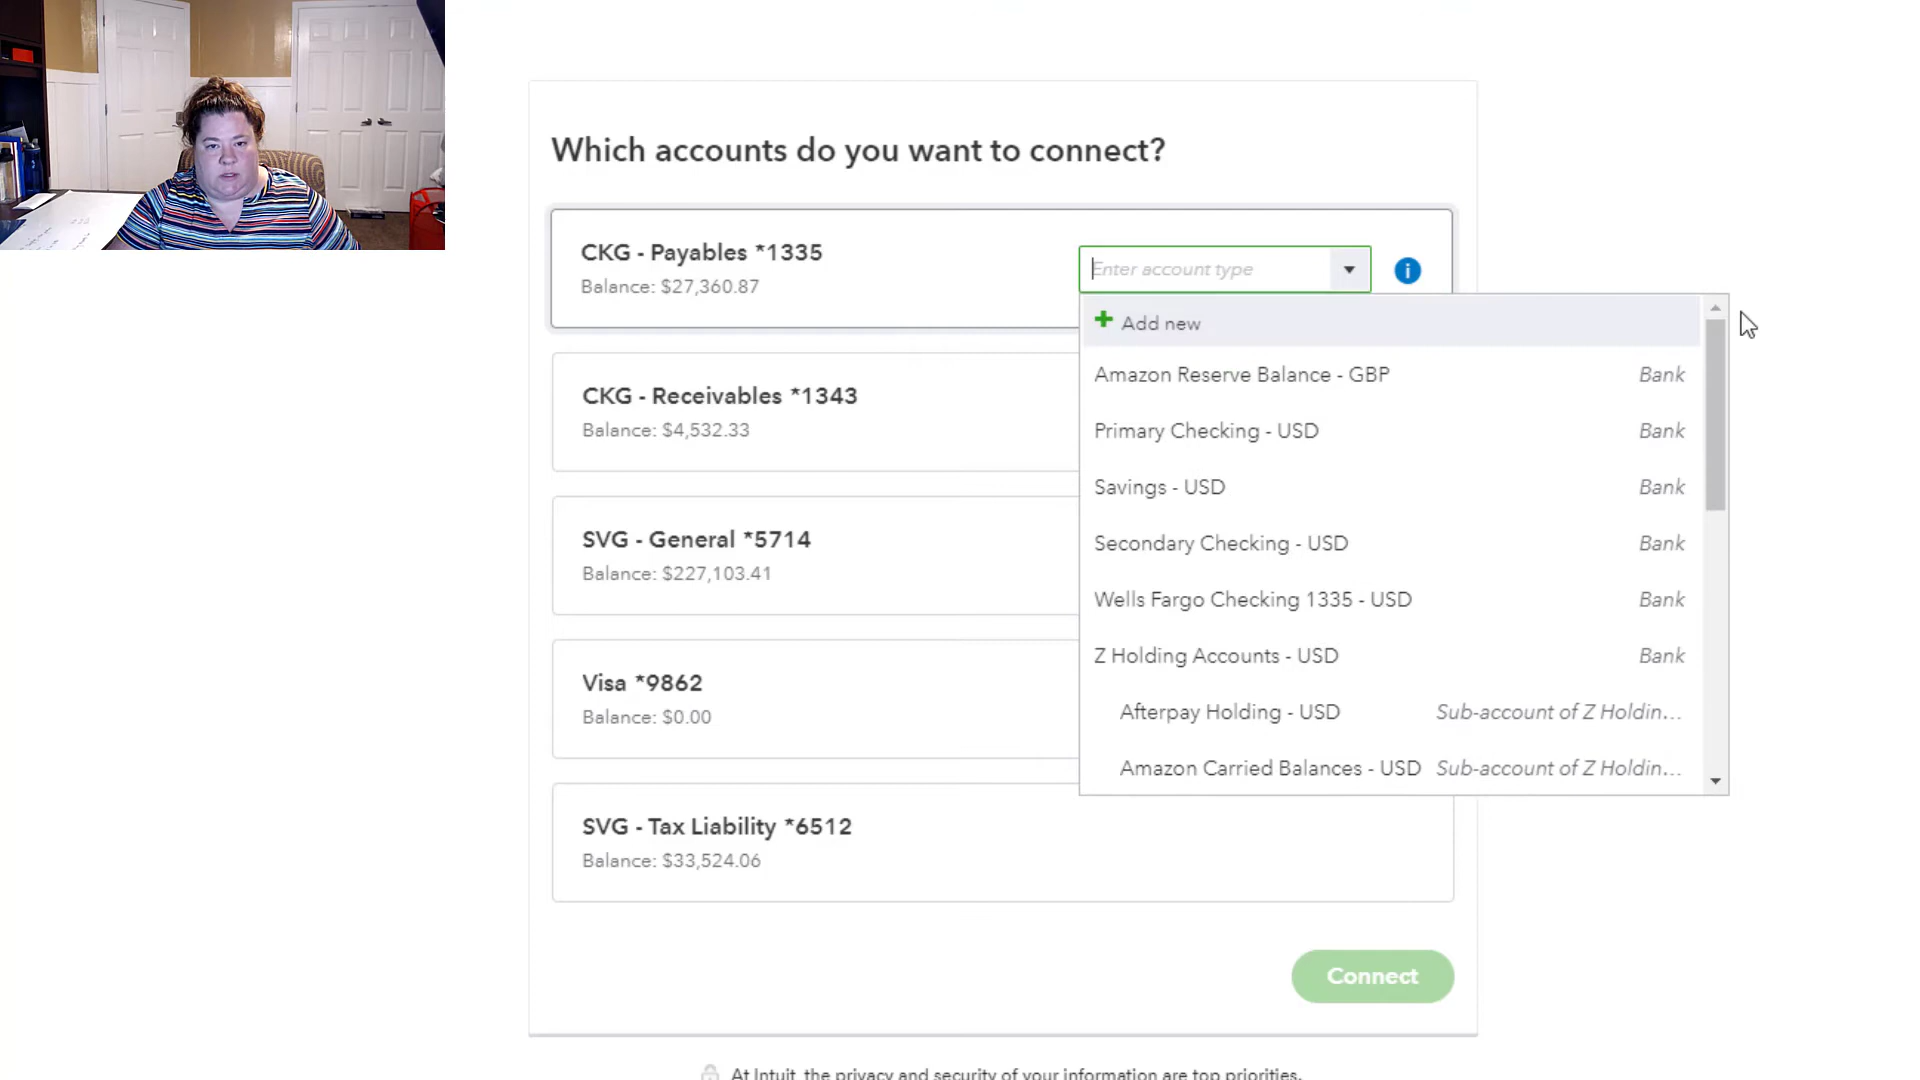 Which accounts do you want to connect?
CKG - Payables *1335
Balance: $27,360.87
Enter account type
Add new
Amazon Reserve Balance - GBP Bank
Primary Checking - USD Bank
Savings - USD Bank
Secondary Checking - USD Bank
Wells Fargo Checking 1335 - USD Bank
Z Holding Accounts - USD Bank
Afterpay Holding - USD Sub-account of Z Holdin...
Amazon Carried Balances - USD Sub-account of Z Holdin...
CKG - Receivables *1343
Balance: $4,532.33
SVG - General *5714
Balance: $227,103.41
Visa *9862
Balance: $0.00
SVG - Tax Liability *6512
Balance: $33,524.06
Connect
At Intuit, the privacy and security of your information are top priorities.